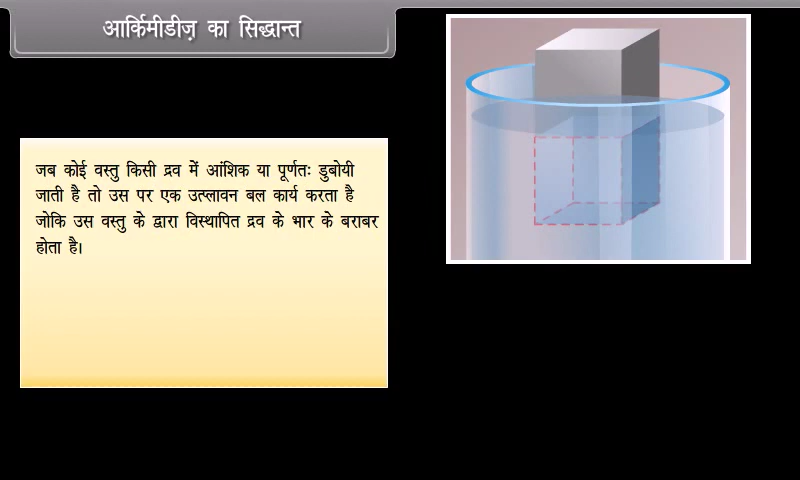 आर्किमीडीज़ का सिद्धान्त
जब कोई वस्तु किसी द्रव में आंशिक या पूर्णतः डुबोयी
जाती है तो उस पर एक उत्प्लावन बल कार्य करता है
जोकि उस वस्तु के द्वारा विस्थापित द्रव के भार के बराबर
होता है।